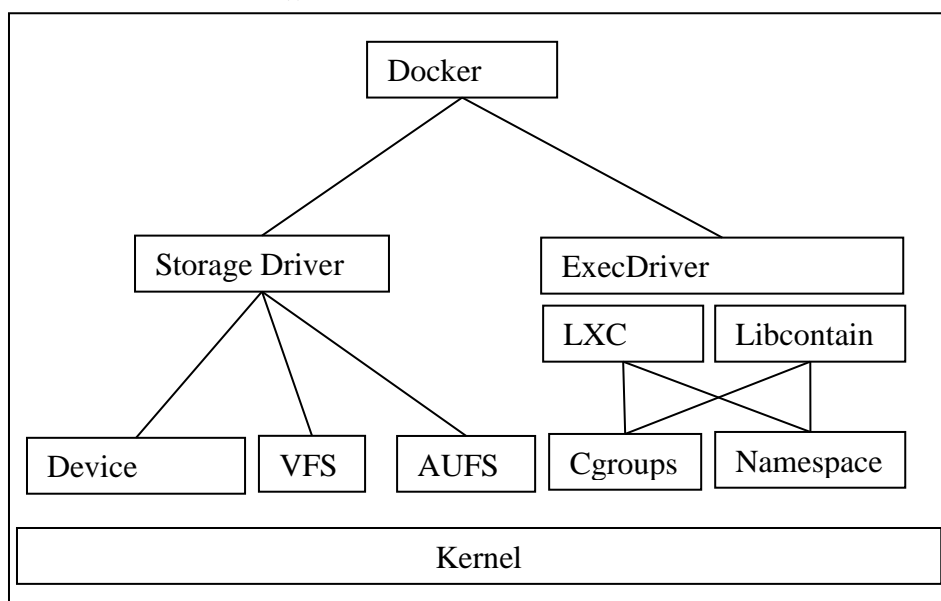 Docker
Storage Driver
ExecDriver
LXC
Libcontain
Device
VFS
AUFS
Cgroups
Namespace
Kernel